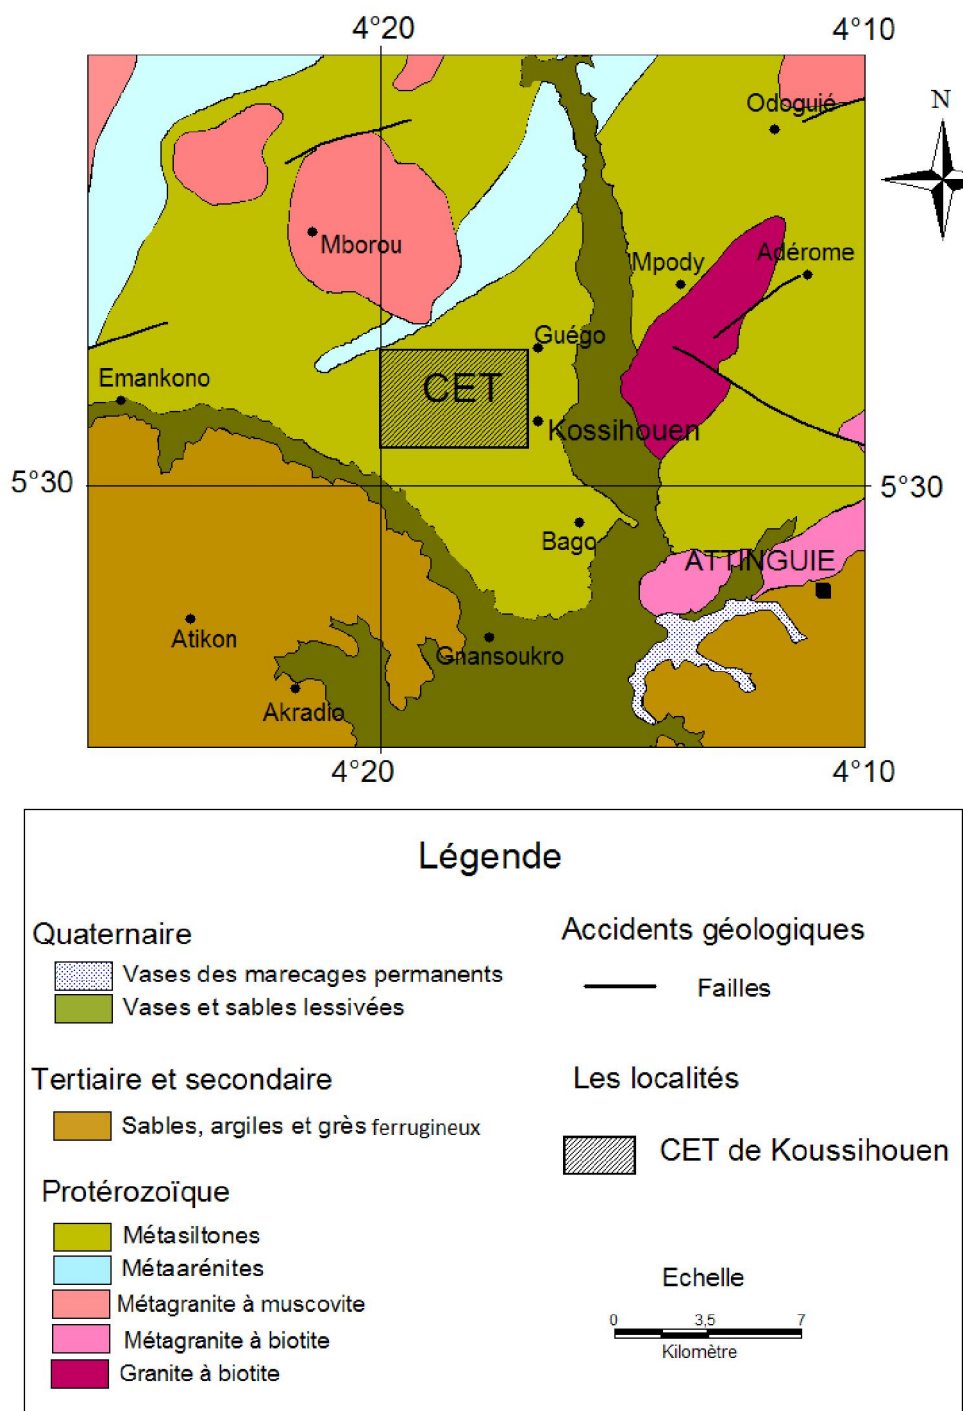 4°20
4°10
N
Odoguié
Mborou
Mpody
Adérome
Guégo
Emankono
CET
Kossihouen
5°30
5°30
Bago
ATTINGUIE
Atikon
Gnansoukro
Akradio
4°20
4°10
Légende
Quaternaire
Vases des marecages permanents
Vases et sables lessivées
Tertiaire et secondaire
Sables, argiles et grès ferrugineux
Protérozoïque
Métasiltones
Métaarénites
Métagranite à muscovite
Métagranite à biotite
Granite à biotite
Accidents géologiques
Failles
Les localités
CET de Koussihouen
Echelle
0 3,5 7
Kilomètre